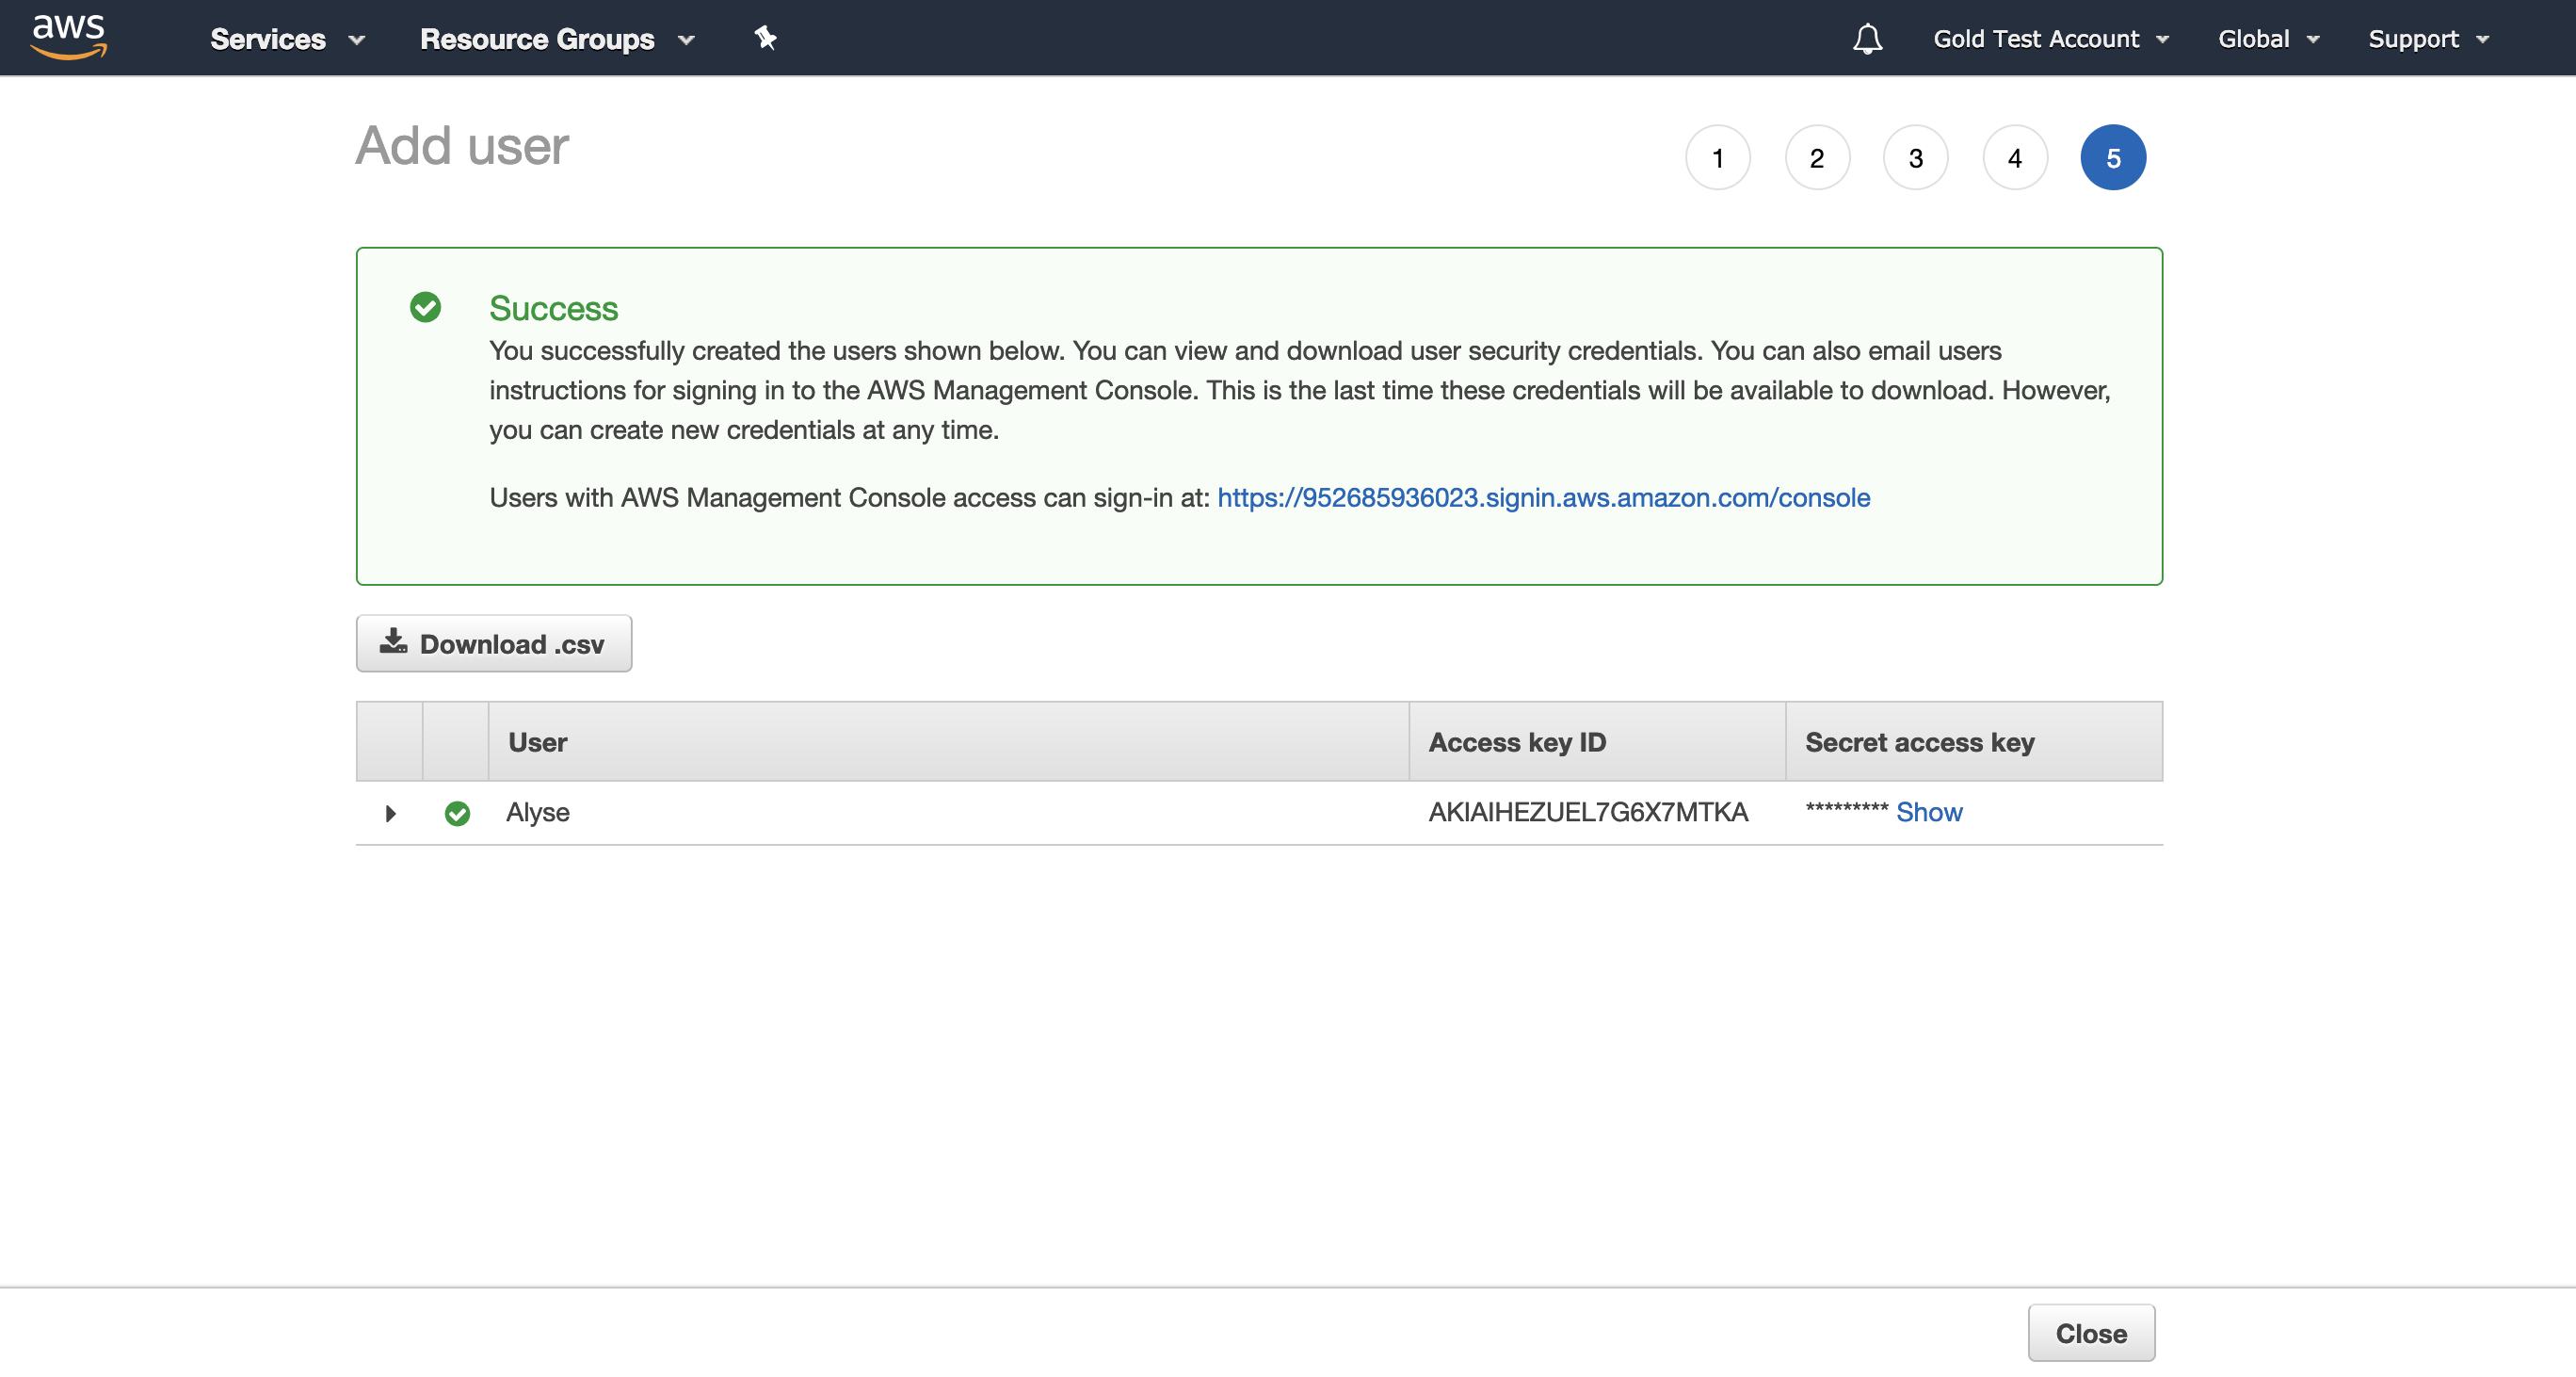 aws Services Resource Groups Gold Test Account Global Support
Add user 1 2 3 4 5
Success
You successfully created the users shown below. You can view and download user security credentials. You can also email users
instructions for signing in to the AWS Management Console. This is the last time these credentials will be available to download. However,
you can create new credentials at any time.
Users with AWS Management Console access can sign-in at: https://952685936023.signin.aws.amazon.com/console
Download .csv
User Access key ID Secret access key
Alyse AKIAIHEZUEL7G6X7MTKA ********* Show
Close